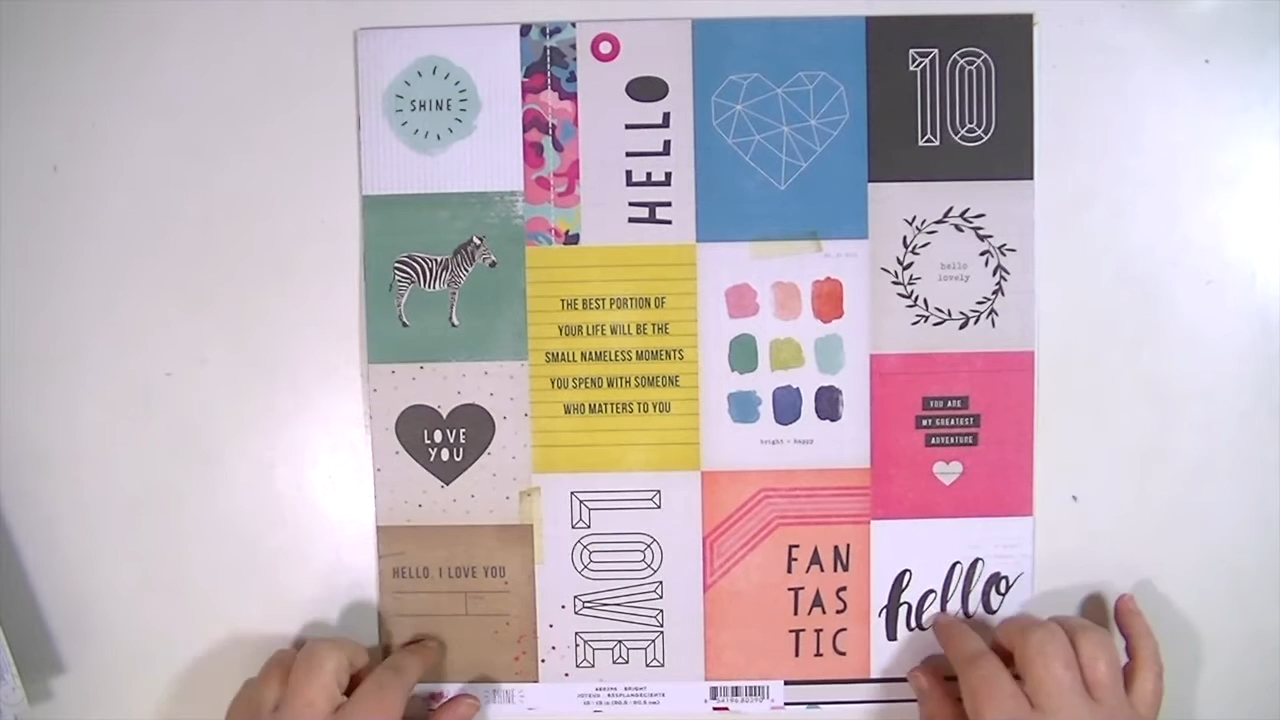 SHINE
HELLO
10
hello
lovely
THE BEST PORTION OF
YOUR LIFE WILL BE THE
SMALL NAMELESS MOMENTS
YOU SPEND WITH SOMEONE
WHO MATTERS TO YOU
bright + happy
LOVE
YOU
YOU ARE
MY GREATEST
ADVENTURE
HELLO, I LOVE YOU
LOVE
FAN
TAS
TIC
hello
SHINE